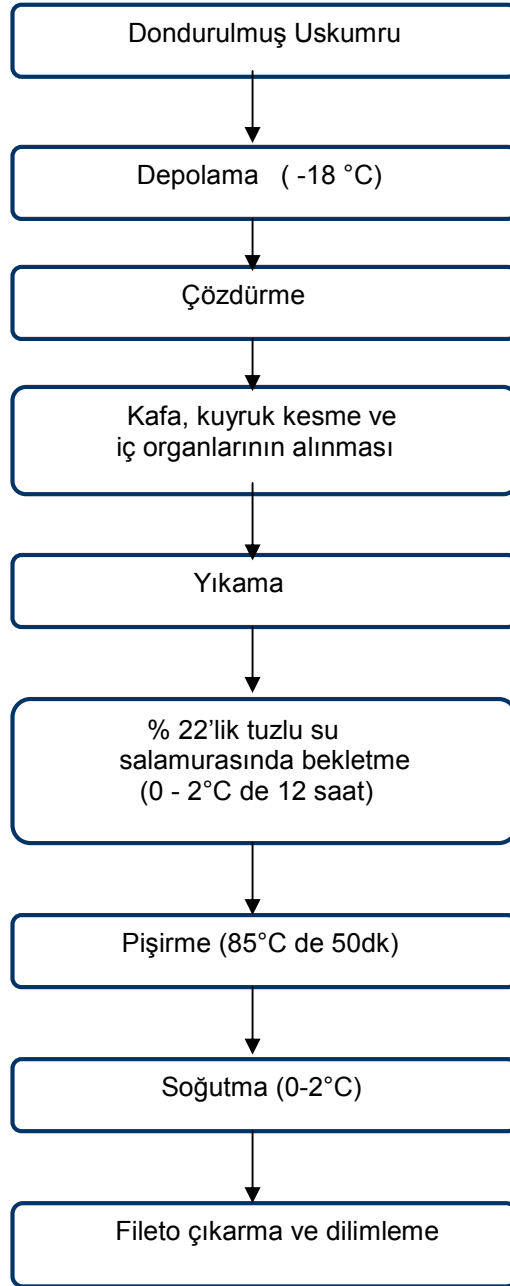 Dondurulmuş Uskumru
Depolama ( -18 °C)
Çözdürme
Kafa, kuyruk kesme ve
iç organlarının alınması
Yıkama
% 22’lik tuzlu su
salamurasında bekletme
(0 - 2°C de 12 saat)
Pişirme (85°C de 50dk)
Soğutma (0-2°C)
Fileto çıkarma ve dilimleme